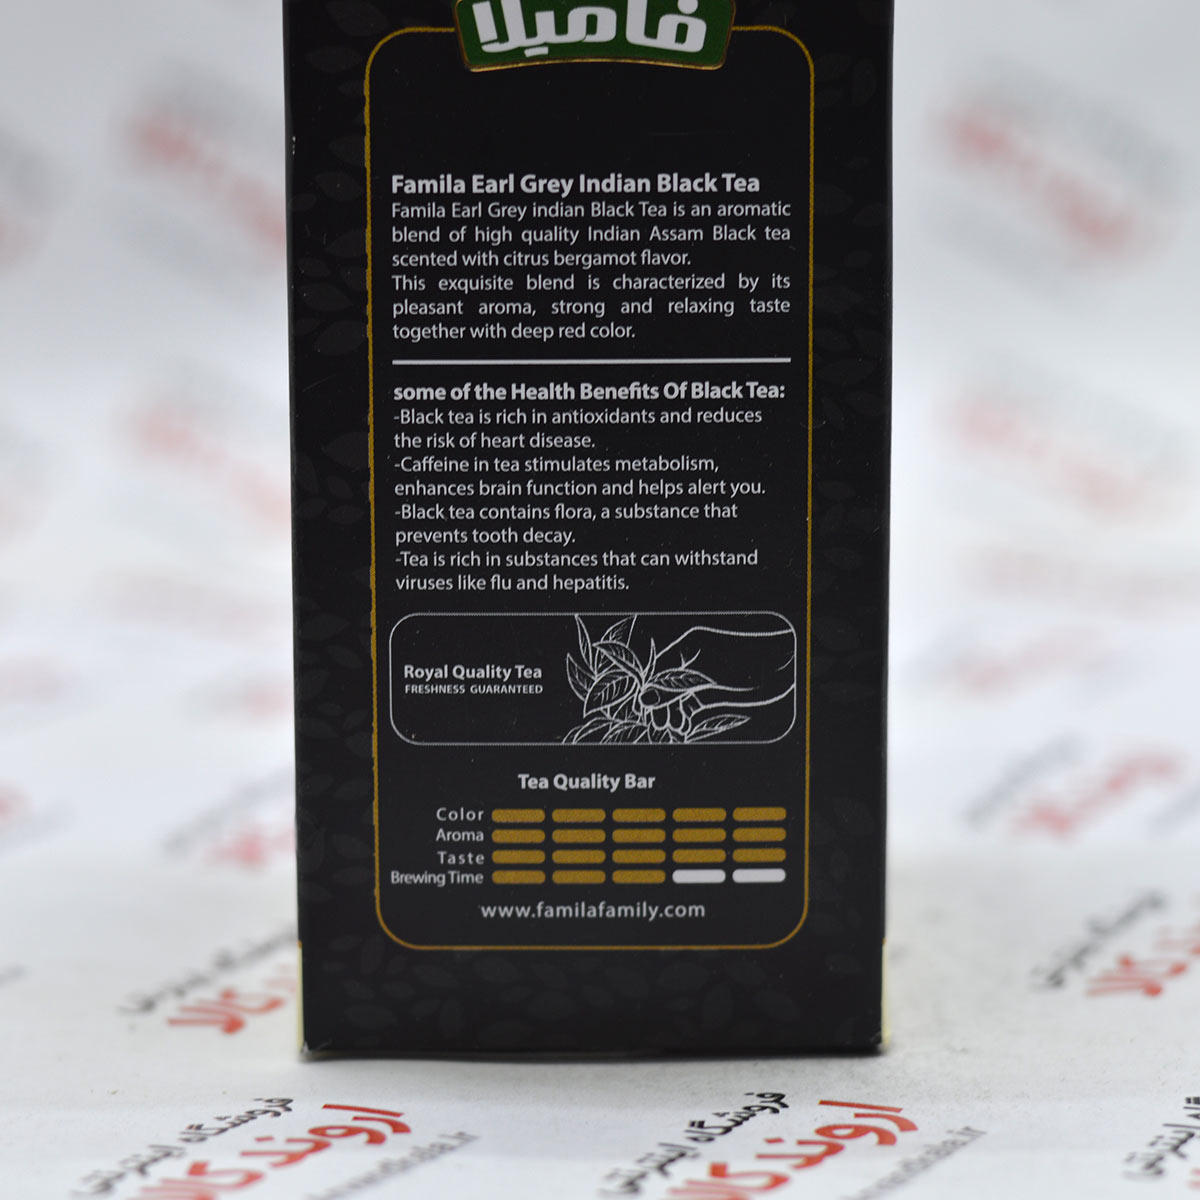 فامیلا
Famila Earl Grey Indian Black Tea
Famila Earl Grey indian Black Tea is an aromatic
blend of high quality Indian Assam Black tea
scented with citrus bergamot flavor.
This exquisite blend is characterized by its
pleasant aroma, strong and relaxing taste
together with deep red color.
some of the Health Benefits Of Black Tea:
-Black tea is rich in antioxidants and reduces
the risk of heart disease.
-Caffeine in tea stimulates metabolism,
enhances brain function and helps alert you.
-Black tea contains flora, a substance that
prevents tooth decay.
-Tea is rich in substances that can withstand
viruses like flu and hepatitis.
Royal Quality Tea
FRESHNESS GUARANTEED
Tea Quality Bar
Color
Aroma
Taste
Brewing Time
www.familafamily.com
فروشگاه اینترنتی
اروند کالا
فروشگاه اینترنتی
اروند کالا